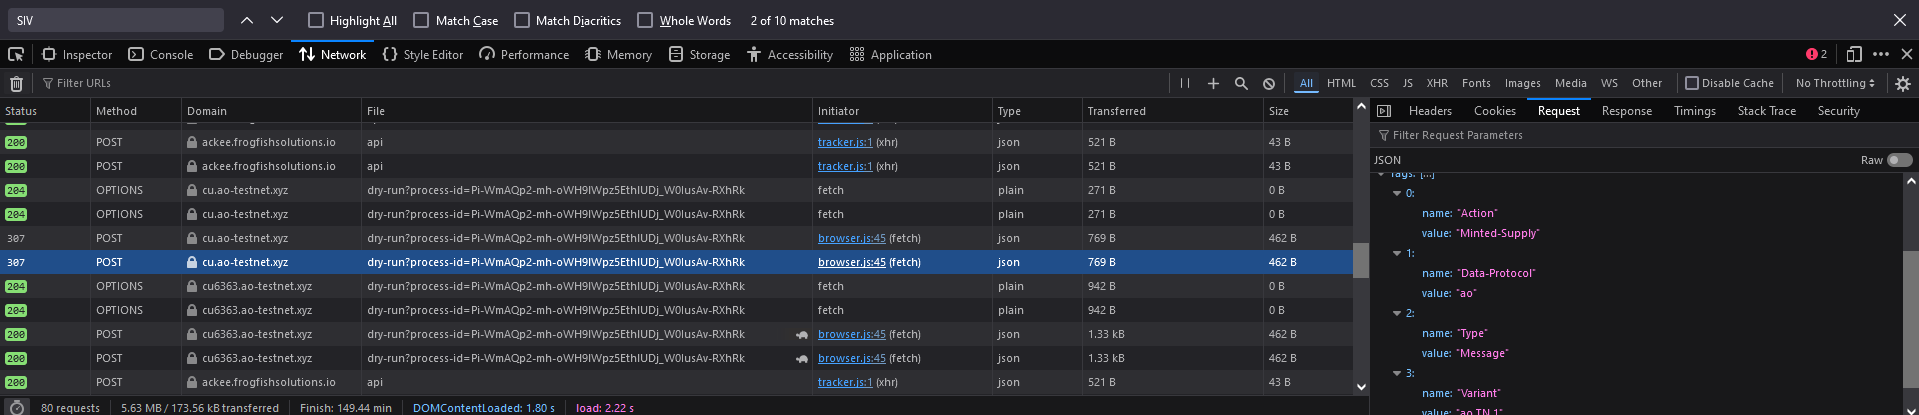 SIV Highlight All Match Case Match Diacritics Whole Words 2 of 10 matches
Inspector Console Debugger Network Style Editor Performance Memory Storage Accessibility Application 2
Filter URLs All HTML CSS JS XHR Fonts Images Media WS Other Disable Cache No Throttling
Status Method Domain File Initiator Type Transferred Size
200 POST ackee.frogfishsolutions.io api tracker.js:1 (xhr) json 521 B 43 B
200 POST ackee.frogfishsolutions.io api tracker.js:1 (xhr) json 521 B 43 B
204 OPTIONS cu.ao-testnet.xyz dry-run?process-id=Pi-WmAQp2-mh-oWH9lWpz5EthlUDj_W0IusAv-RXhRk fetch plain 271 B 0 B
204 OPTIONS cu.ao-testnet.xyz dry-run?process-id=Pi-WmAQp2-mh-oWH9lWpz5EthlUDj_W0IusAv-RXhRk fetch plain 271 B 0 B
307 POST cu.ao-testnet.xyz dry-run?process-id=Pi-WmAQp2-mh-oWH9lWpz5EthlUDj_W0IusAv-RXhRk browser.js:45 (fetch) json 769 B 462 B
307 POST cu.ao-testnet.xyz dry-run?process-id=Pi-WmAQp2-mh-oWH9lWpz5EthlUDj_W0IusAv-RXhRk browser.js:45 (fetch) json 769 B 462 B
204 OPTIONS cu6363.ao-testnet.xyz dry-run?process-id=Pi-WmAQp2-mh-oWH9lWpz5EthlUDj_W0IusAv-RXhRk fetch plain 942 B 0 B
204 OPTIONS cu6363.ao-testnet.xyz dry-run?process-id=Pi-WmAQp2-mh-oWH9lWpz5EthlUDj_W0IusAv-RXhRk fetch plain 942 B 0 B
200 POST cu6363.ao-testnet.xyz dry-run?process-id=Pi-WmAQp2-mh-oWH9lWpz5EthlUDj_W0IusAv-RXhRk browser.js:45 (fetch) json 1.33 kB 462 B
200 POST cu6363.ao-testnet.xyz dry-run?process-id=Pi-WmAQp2-mh-oWH9lWpz5EthlUDj_W0IusAv-RXhRk browser.js:45 (fetch) json 1.33 kB 462 B
200 POST ackee.frogfishsolutions.io api tracker.js:1 (xhr) json 521 B 43 B
80 requests 5.63 MB / 173.56 kB transferred Finish: 149.44 min DOMContentLoaded: 1.80 s load: 2.22 s
Headers Cookies Request Response Timings Stack Trace Security
Filter Request Parameters
JSON Raw
Tags: […]
0:
name: "Action"
value: "Minted-Supply"
1:
name: "Data-Protocol"
value: "ao"
2:
name: "Type"
value: "Message"
3:
name: "Variant"
value: "ao.TN.1"